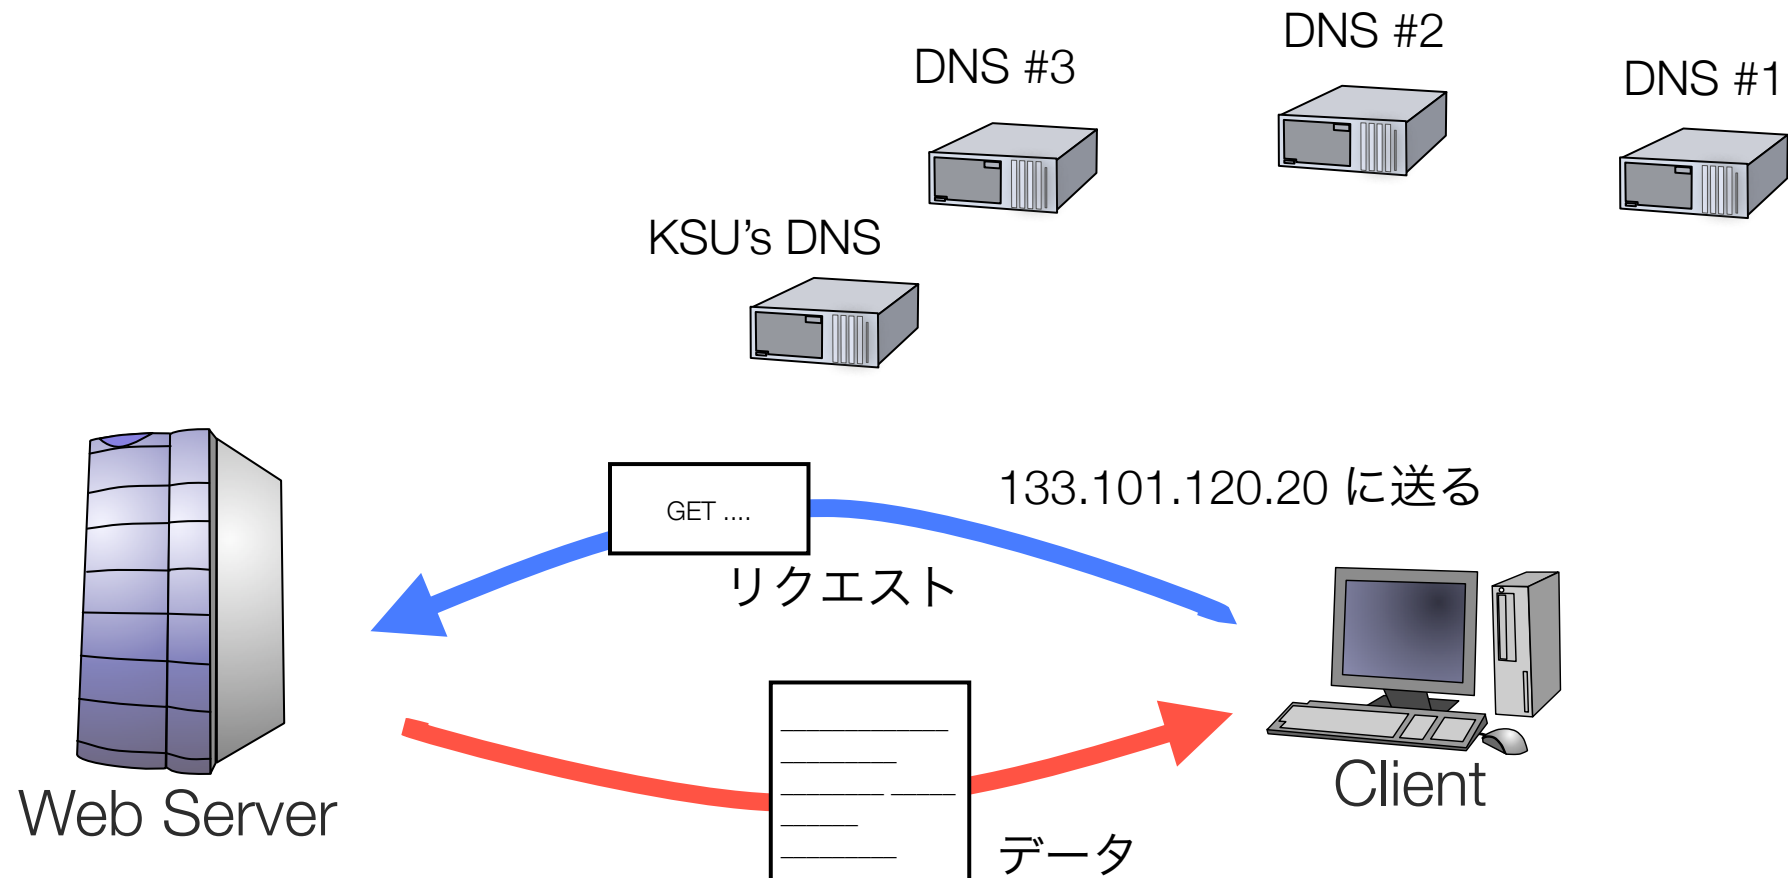 DNS #2
DNS #3
DNS #1
KSU’s DNS
133.101.120.20 に送る
GET ....
リクエスト
Client
Web Server
データ